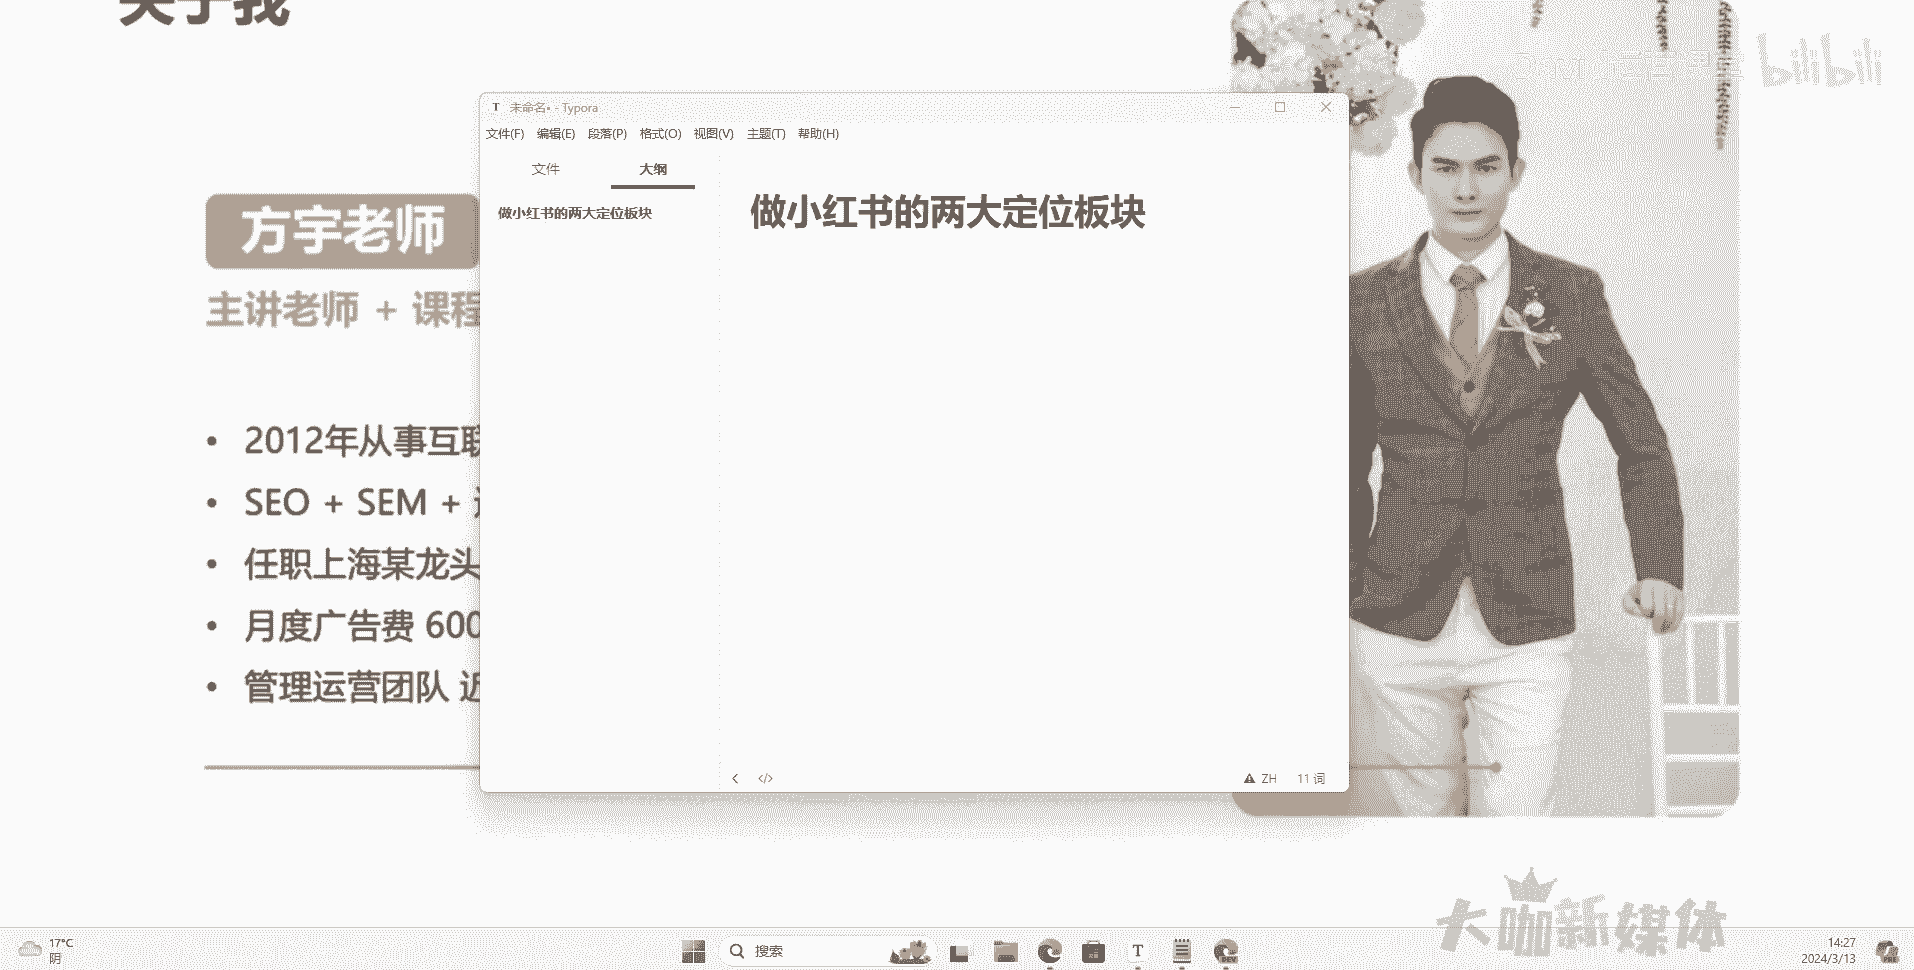 关于我
bilibili
未命名• - Typora
文件(F) 编辑(E) 段落(P) 格式(O) 视图(V) 主题(T) 帮助(H)
文件 大纲
做小红书的两大定位板块
做小红书的两大定位板块
方宇老师
主讲老师 + 课程
2012年从事互联
SEO + SEM +
任职上海某龙头
月度广告费 600
管理运营团队 近
</> ZH 11 词
大咖新媒体
17°C
阴
搜索
14:27
2024/3/13